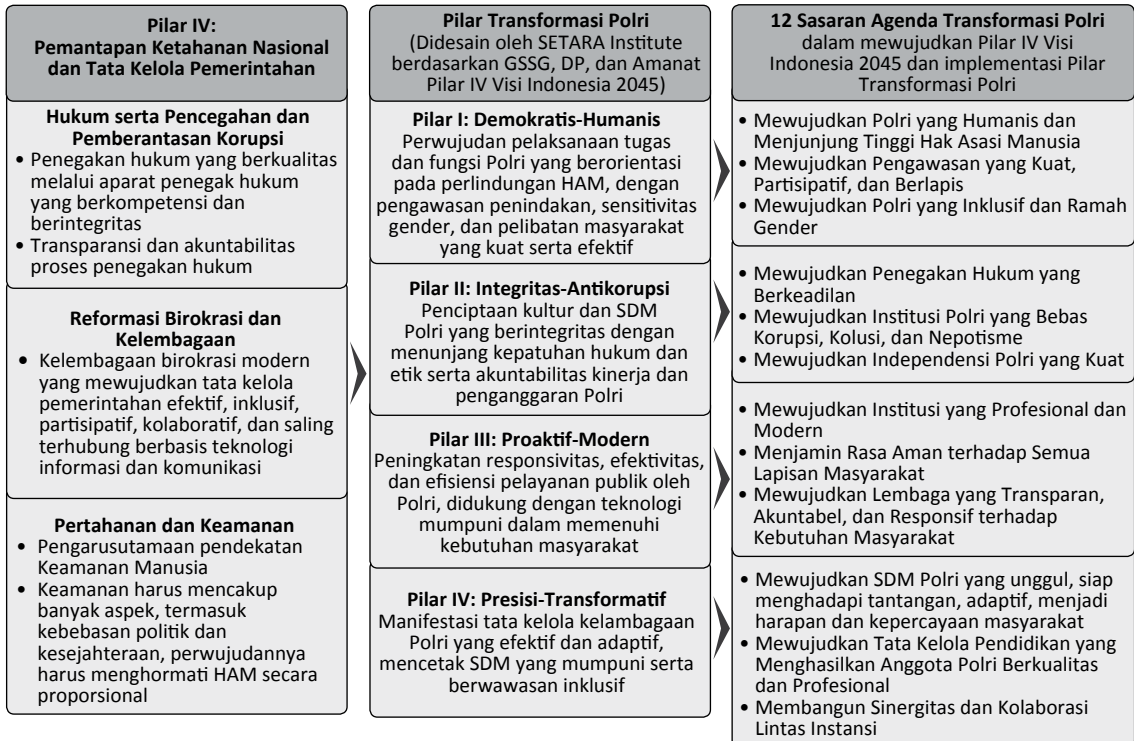 Pilar IV:
Pemantapan Ketahanan Nasional
dan Tata Kelola Pemerintahan
Hukum serta Pencegahan dan
Pemberantasan Korupsi
• Penegakan hukum yang berkualitas
melalui aparat penegak hukum
yang berkompetensi dan
berintegritas
• Transparansi dan akuntabilitas
proses penegakan hukum
Reformasi Birokrasi dan
Kelembagaan
• Kelembagaan birokrasi modern
yang mewujudkan tata kelola
pemerintahan efektif, inklusif,
partisipatif, kolaboratif, dan saling
terhubung berbasis teknologi
informasi dan komunikasi
Pertahanan dan Keamanan
• Pengarusutamaan pendekatan
Keamanan Manusia
• Keamanan harus mencakup
banyak aspek, termasuk
kebebasan politik dan
kesejahteraan, perwujudannya
harus menghormati HAM secara
proporsional
Pilar Transformasi Polri
(Didesain oleh SETARA Institute
berdasarkan GSSG, DP, dan Amanat
Pilar IV Visi Indonesia 2045)
Pilar I: Demokratis-Humanis
Perwujudan pelaksanaan tugas
dan fungsi Polri yang berorientasi
pada perlindungan HAM, dengan
pengawasan penindakan, sensitivitas
gender, dan pelibatan masyarakat
yang kuat serta efektif
Pilar II: Integritas-Antikorupsi
Penciptaan kultur dan SDM
Polri yang berintegritas dengan
menunjang kepatuhan hukum dan
etik serta akuntabilitas kinerja dan
penganggaran Polri
Pilar III: Proaktif-Modern
Peningkatan responsivitas, efektivitas,
dan efisiensi pelayanan publik oleh
Polri, didukung dengan teknologi
mumpuni dalam memenuhi
kebutuhan masyarakat
Pilar IV: Presisi-Transformatif
Manifestasi tata kelola kelambagaan
Polri yang efektif dan adaptif,
mencetak SDM yang mumpuni serta
berwawasan inklusif
12 Sasaran Agenda Transformasi Polri
dalam mewujudkan Pilar IV Visi
Indonesia 2045 dan implementasi Pilar
Transformasi Polri
• Mewujudkan Polri yang Humanis dan
Menjunjung Tinggi Hak Asasi Manusia
• Mewujudkan Pengawasan yang Kuat,
Partisipatif, dan Berlapis
• Mewujudkan Polri yang Inklusif dan Ramah
Gender
• Mewujudkan Penegakan Hukum yang
Berkeadilan
• Mewujudkan Institusi Polri yang Bebas
Korupsi, Kolusi, dan Nepotisme
• Mewujudkan Independensi Polri yang Kuat
• Mewujudkan Institusi yang Profesional dan
Modern
• Menjamin Rasa Aman terhadap Semua
Lapisan Masyarakat
• Mewujudkan Lembaga yang Transparan,
Akuntabel, dan Responsif terhadap
Kebutuhan Masyarakat
• Mewujudkan SDM Polri yang unggul, siap
menghadapi tantangan, adaptif, menjadi
harapan dan kepercayaan masyarakat
• Mewujudkan Tata Kelola Pendidikan yang
Menghasilkan Anggota Polri Berkualitas
dan Profesional
• Membangun Sinergitas dan Kolaborasi
Lintas Instansi